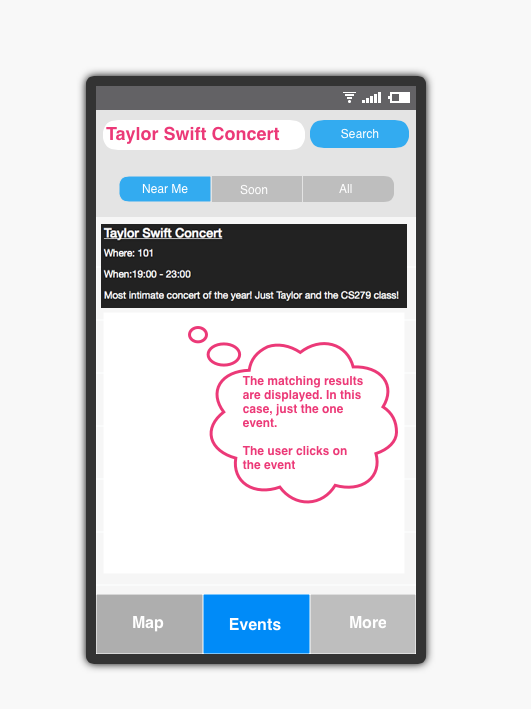 Taylor Swift Concert
Search
Near Me
Soon
All
Taylor Swift Concert
Where: 101
When:19:00 - 23:00
Most intimate concert of the year! Just Taylor and the CS279 class!
The matching results
are displayed. In this
case, just the one
event.
The user clicks on
the event
Map
Events
More